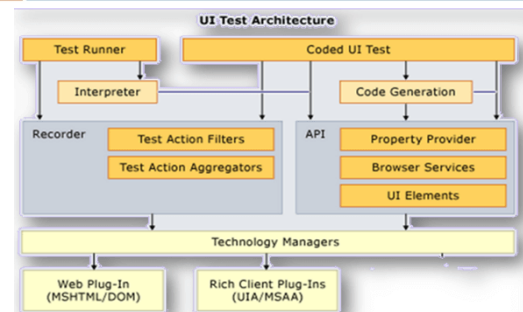 UI Test Architecture
Test Runner
Coded UI Test
Interpreter
Code Generation
Recorder
Test Action Filters
Test Action Aggregators
API
Property Provider
Browser Services
UI Elements
Technology Managers
Web Plug-In
(MSHTML/DOM)
Rich Client Plug-Ins
(UIA/MSAA)